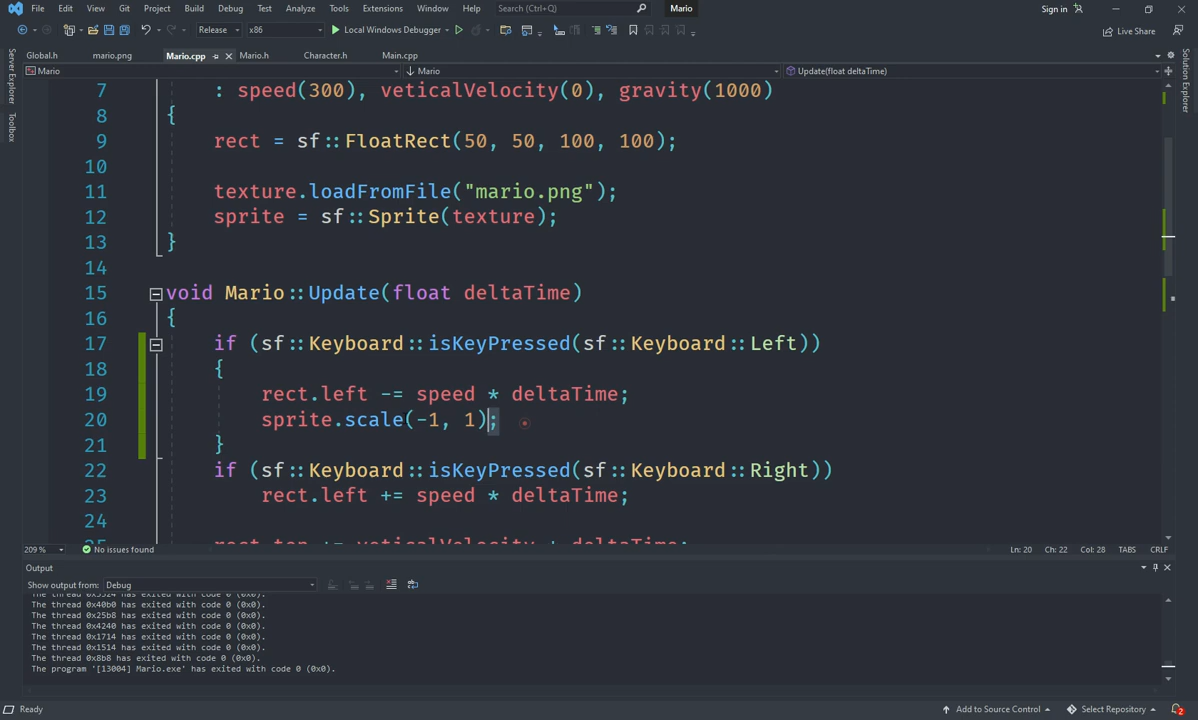 File Edit View Git Project Build Debug Test Analyze Tools Extensions Window Help Search (Ctrl+Q) Mario Sign in
Release x86 Local Windows Debugger Live Share
Global.h mario.png Mario.cpp Mario.h Character.h Main.cpp
Mario Mario Update(float deltaTime)
Server Explorer
Toolbox
Solution Explorer
7 : speed(300), veticalVelocity(0), gravity(1000)
8 {
9 rect = sf::FloatRect(50, 50, 100, 100);
10
11 texture.loadFromFile("mario.png");
12 sprite = sf::Sprite(texture);
13 }
14
15 void Mario::Update(float deltaTime)
16 {
17 if (sf::Keyboard::isKeyPressed(sf::Keyboard::Left))
18 {
19 rect.left -= speed * deltaTime;
20 sprite.scale(-1, 1);
21 }
22 if (sf::Keyboard::isKeyPressed(sf::Keyboard::Right))
23 rect.left += speed * deltaTime;
24
25 rect.top += veticalVelocity * deltaTime;
209 % No issues found Ln: 20 Ch: 22 Col: 28 TABS CRLF
Output
Show output from: Debug
The thread 0x40b0 has exited with code 0 (0x0).
The thread 0x25b8 has exited with code 0 (0x0).
The thread 0x4240 has exited with code 0 (0x0).
The thread 0x1714 has exited with code 0 (0x0).
The thread 0x1514 has exited with code 0 (0x0).
The thread 0x8b8 has exited with code 0 (0x0).
The program '[13004] Mario.exe' has exited with code 0 (0x0).
Ready Add to Source Control Select Repository 2